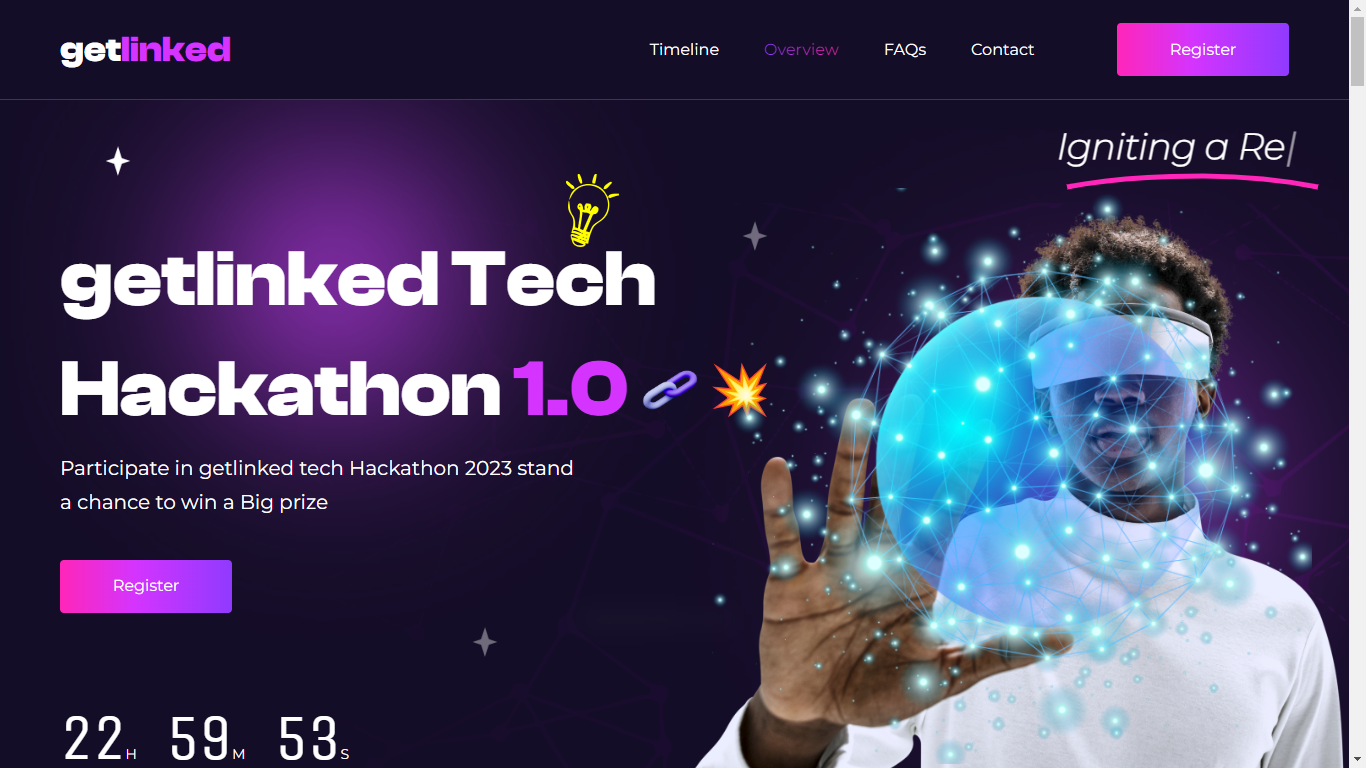 getlinked
Timeline Overview FAQs Contact Register
Igniting a Re|
getlinked Tech
Hackathon 1.0
Participate in getlinked tech Hackathon 2023 stand
a chance to win a Big prize
Register
22 H 59 M 53 S